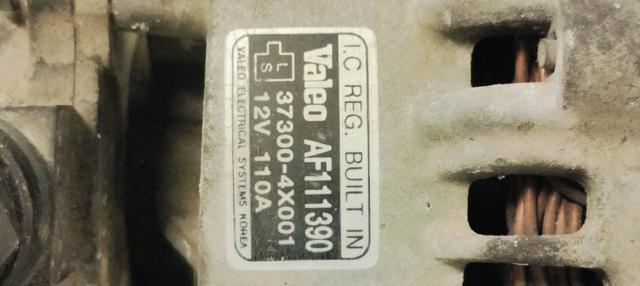 I.C REG. BUILT IN
Valeo AF111390
L
S
37300-4X001
12V 110A
VALEO ELECTRICAL SYSTEMS KOREA